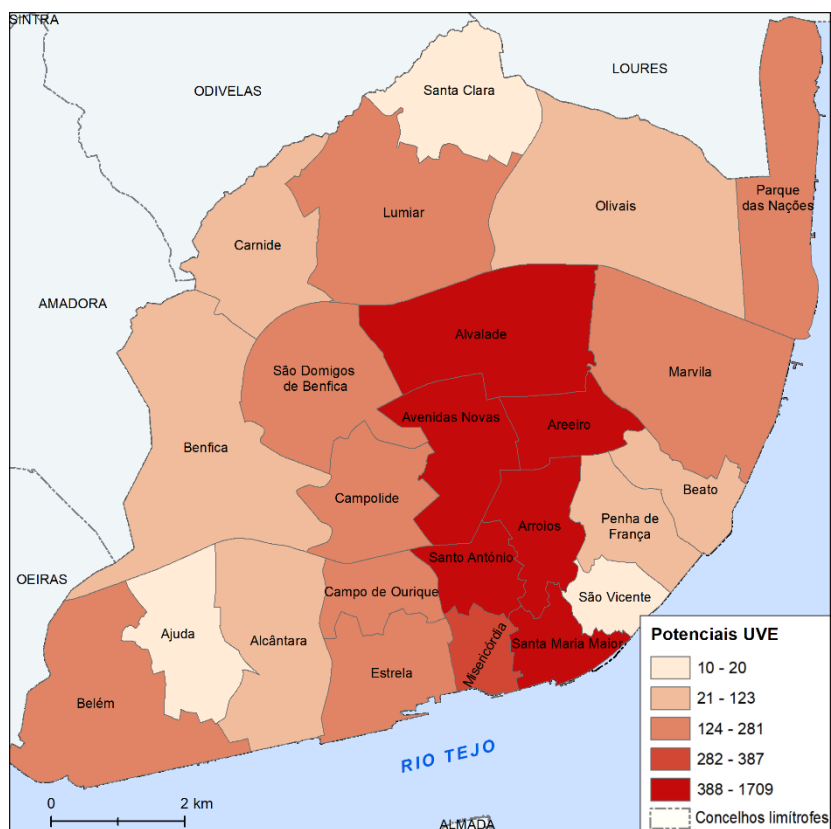 SINTRA
ODIVELAS
LOURES
Santa Clara
Parque
das Nações
Lumiar
Olivais
Carnide
AMADORA
Alvalade
São Domigos
de Benfica
Marvila
Avenidas Novas
Areeiro
Benfica
Campolide
Beato
Penha de
França
Arroios
Santo António
OEIRAS
Campo de Ourique
São Vicente
Ajuda
Alcântara
Misericórdia
Santa Maria Maior
Estrela
Belém
RIO TEJO
ALMADA
0 2 km
Potenciais UVE
10 - 20
21 - 123
124 - 281
282 - 387
388 - 1709
Concelhos limítrofes